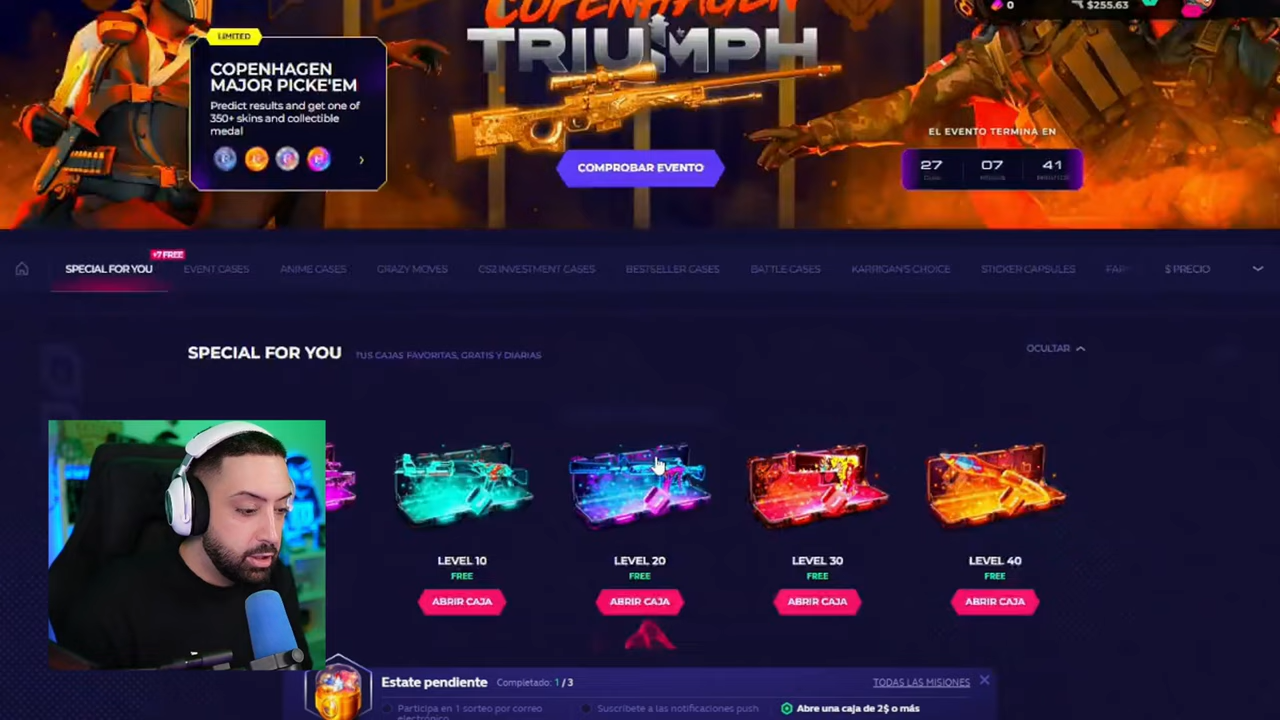 COPENHAGEN
TRIUMPH
0
$255.63
LIMITED
COPENHAGEN
MAJOR PICKE'EM
Predict results and get one of
350+ skins and collectible
medal
COMPROBAR EVENTO
EL EVENTO TERMINA EN
27
07
41
+7 FREE
SPECIAL FOR YOU
EVENT CASES
ANIME CASES
CRAZY MOVES
CS2 INVESTMENT CASES
BESTSELLER CASES
BATTLE CASES
KARRIGAN'S CHOICE
STICKER CAPSULES
$ PRECIO
SPECIAL FOR YOU
TUS CAJAS FAVORITAS, GRATIS Y DIARIAS
OCULTAR
LEVEL 10
LEVEL 20
LEVEL 30
LEVEL 40
FREE
FREE
FREE
FREE
ABRIR CAJA
ABRIR CAJA
ABRIR CAJA
ABRIR CAJA
Estate pendiente
Completado: 1 / 3
TODAS LAS MISIONES
Participa en 1 sorteo por correo
electrónico
Suscríbete a las notificaciones push
Abre una caja de 2$ o más